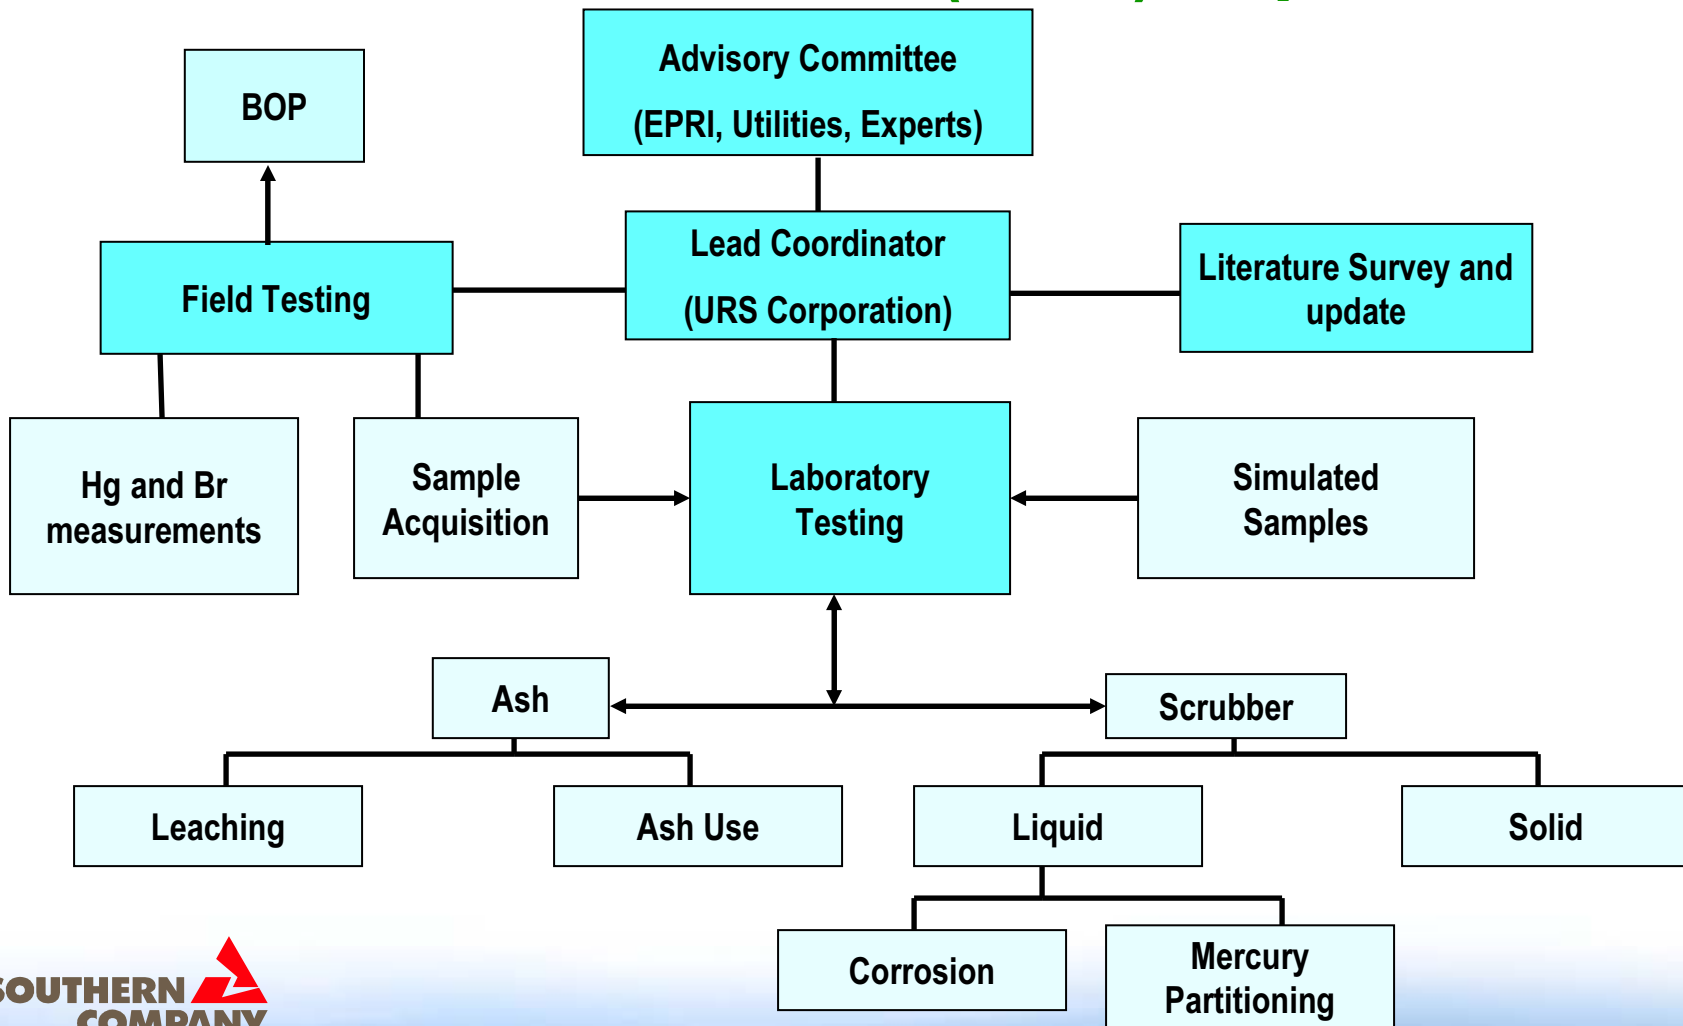 Advisory Committee
(EPRI, Utilities, Experts)
BOP
Lead Coordinator
(URS Corporation)
Literature Survey and
update
Field Testing
Hg and Br
measurements
Sample
Acquisition
Laboratory
Testing
Simulated
Samples
Ash
Scrubber
Leaching
Ash Use
Liquid
Solid
Corrosion
Mercury
Partitioning
SOUTHERN
COMPANY